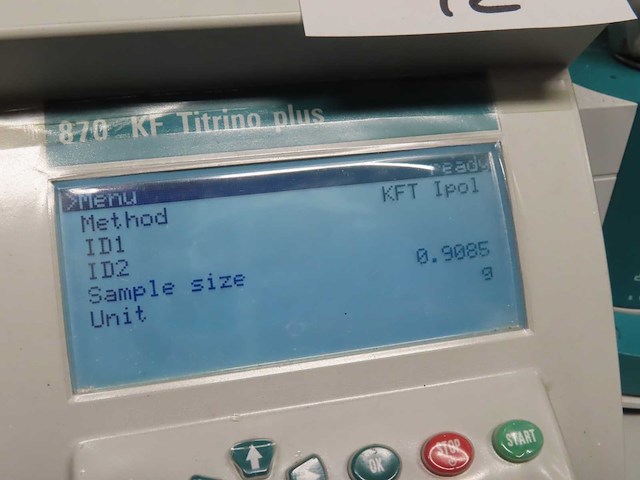 870 KF Titrino plus
>Menu ready
Method KFT Ipol
ID1
ID2
Sample size 0.9085
Unit g
OK
STOP
START